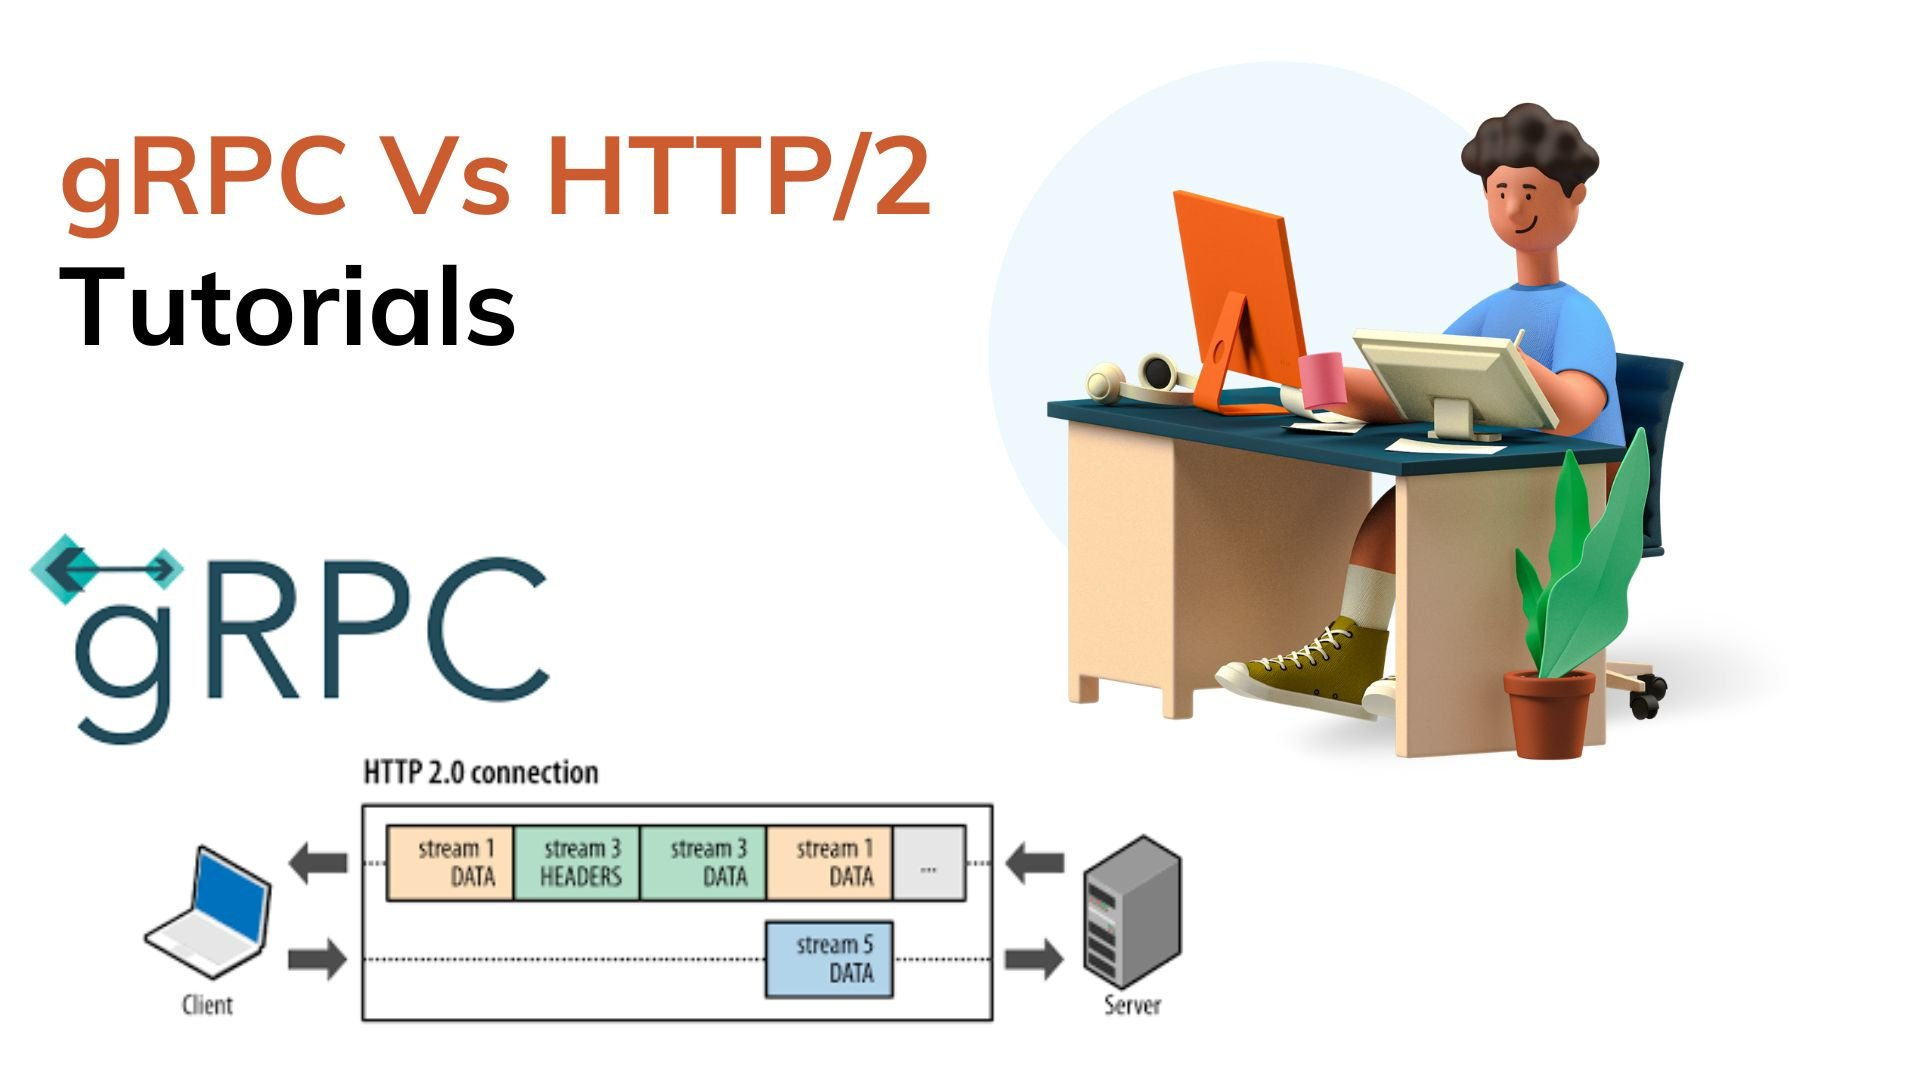 gRPC Vs HTTP/2
Tutorials
gRPC
HTTP 2.0 connection
stream 1
DATA
stream 3
HEADERS
stream 3
DATA
stream 1
DATA
...
stream 5
DATA
Client
Server